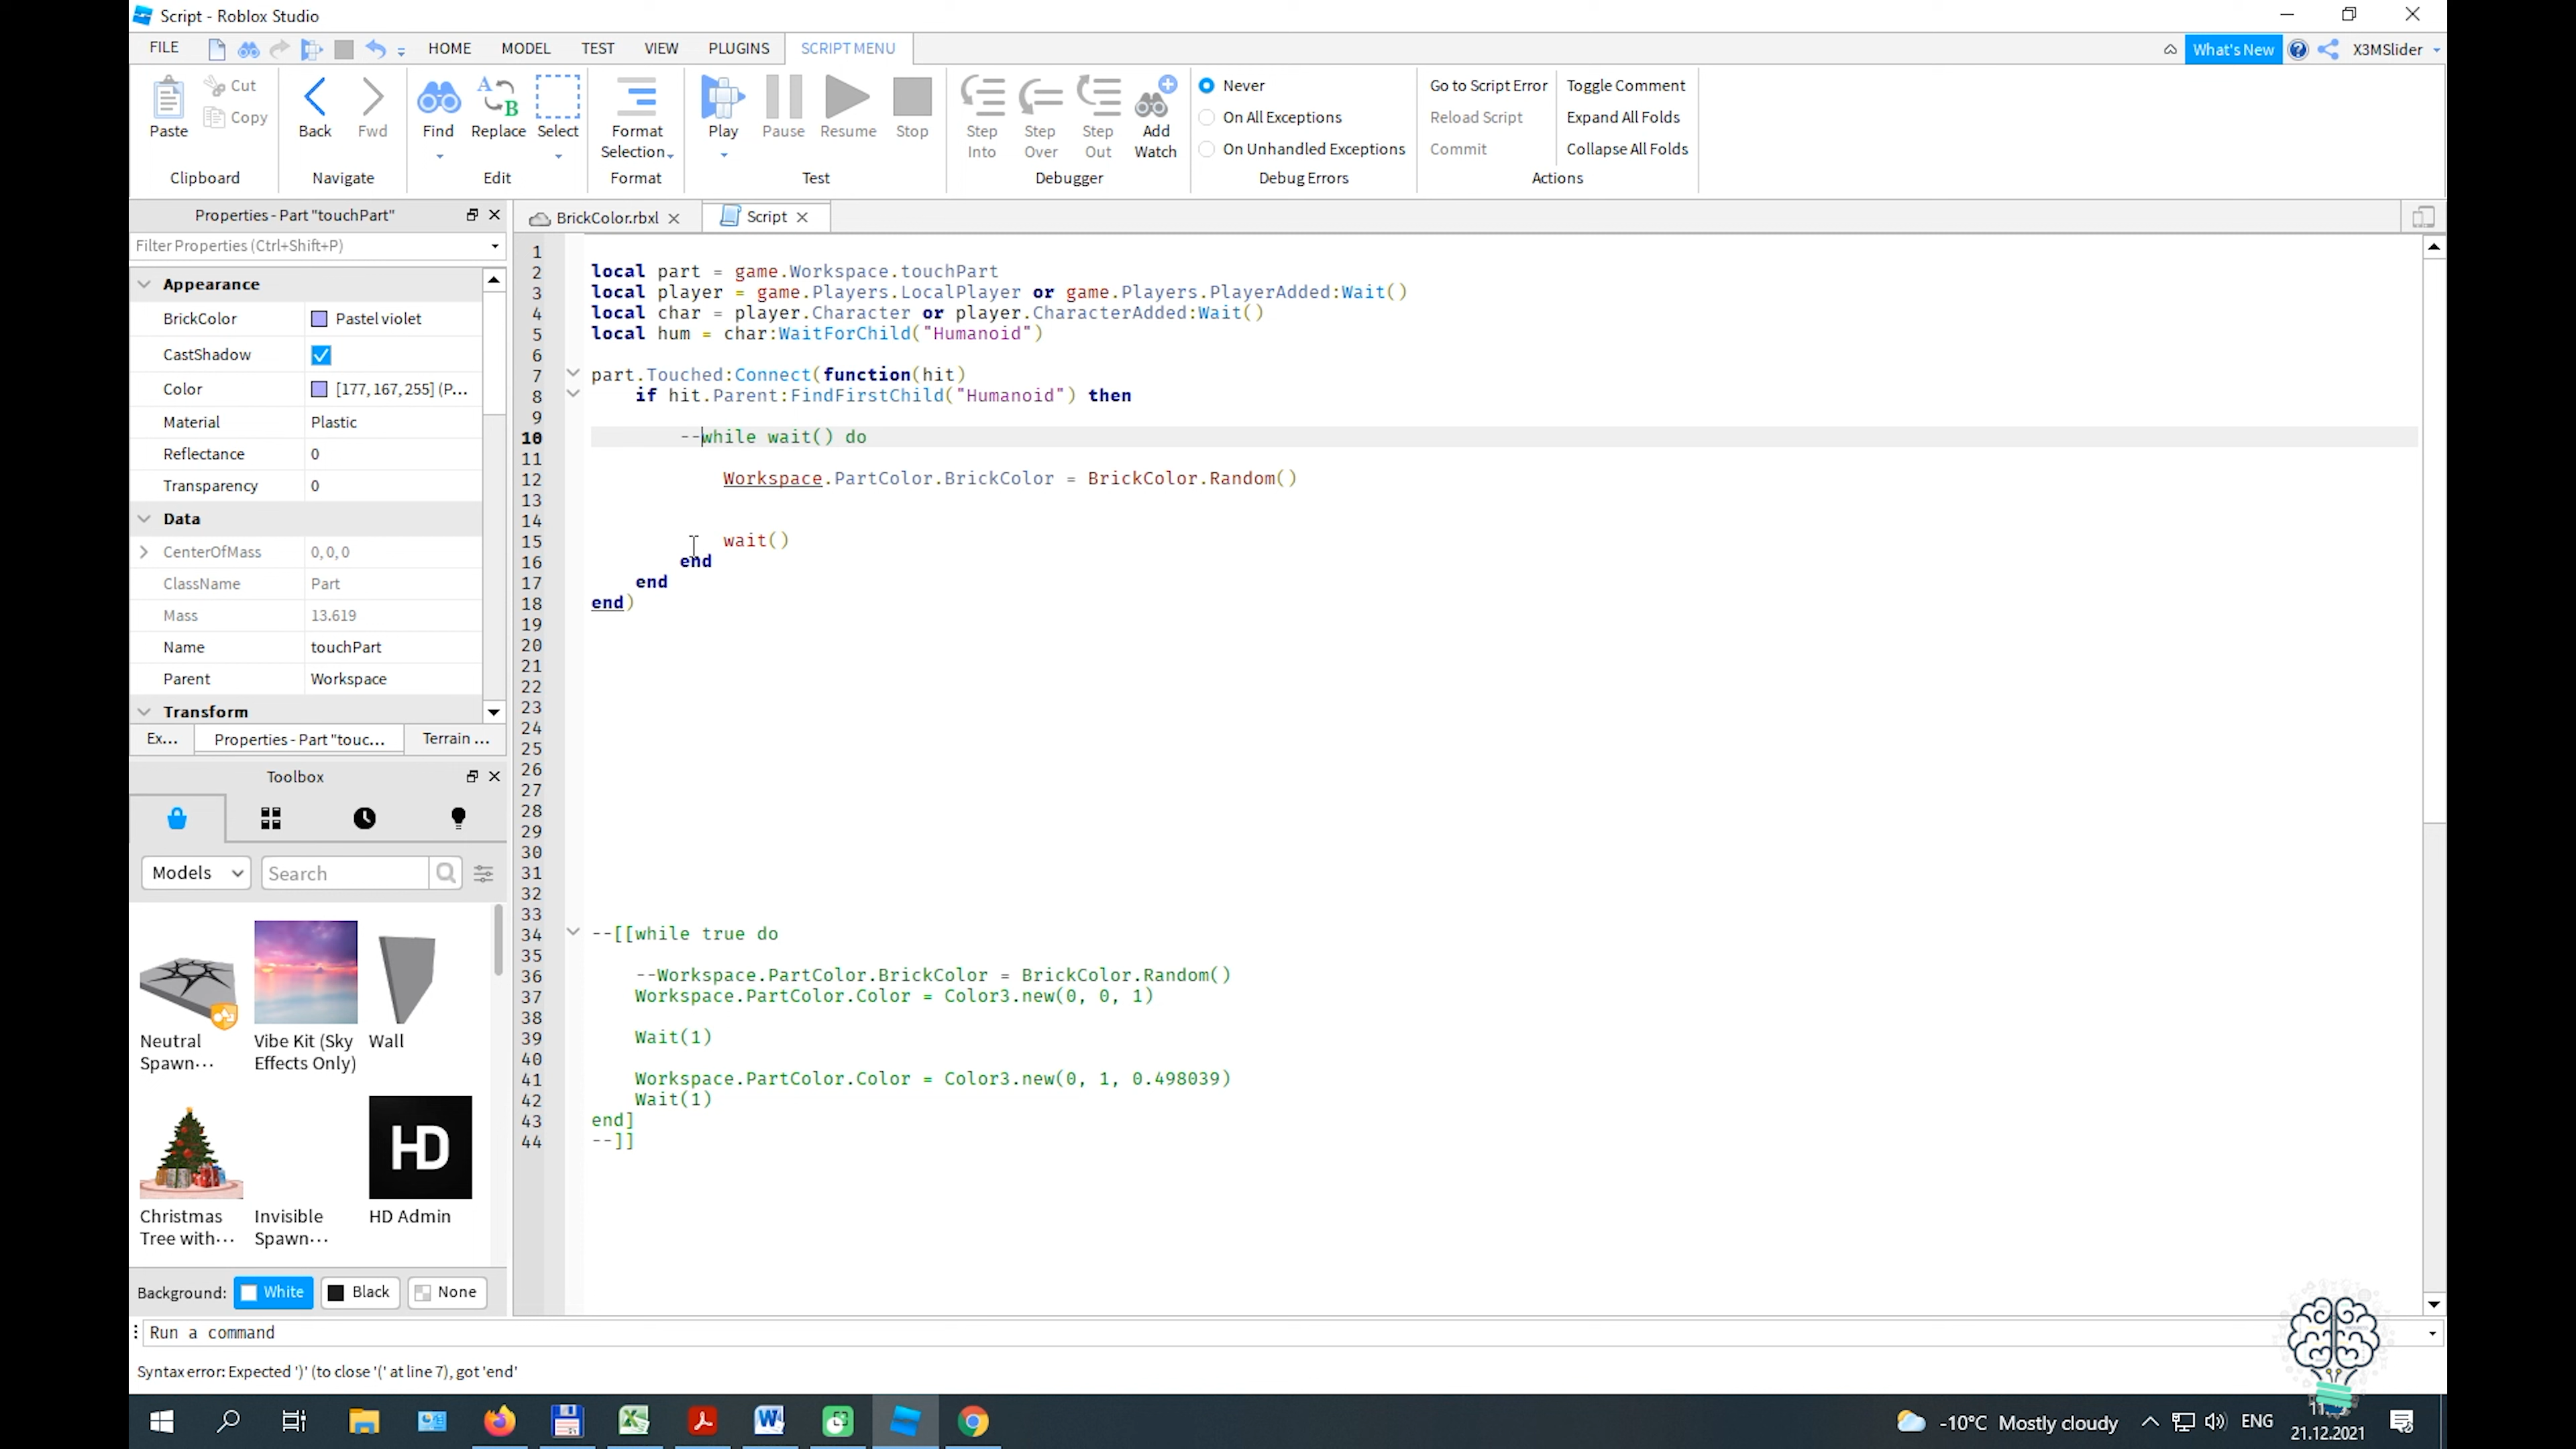 Script - Roblox Studio
FILE HOME MODEL TEST VIEW PLUGINS SCRIPT MENU What's New X3MSlider
Paste Cut Copy Clipboard
Back Fwd Navigate
Find Replace Select Edit
Format Selection Format
Play Pause Resume Stop Test
Step Into Step Over Step Out Add Watch Debugger
Never
On All Exceptions
On Unhandled Exceptions
Debug Errors
Go to Script Error Toggle Comment
Reload Script Expand All Folds
Commit Collapse All Folds
Actions
Properties - Part "touchPart"
Filter Properties (Ctrl+Shift+P)
Appearance
BrickColor Pastel violet
CastShadow
Color [177, 167, 255] (P...
Material Plastic
Reflectance 0
Transparency 0
Data
CenterOfMass 0, 0, 0
ClassName Part
Mass 13.619
Name touchPart
Parent Workspace
Transform
Ex... Properties - Part "touc... Terrain ...
Toolbox
Models Search
Neutral Spawn...
Vibe Kit (Sky Effects Only)
Wall
Christmas Tree with...
Invisible Spawn...
HD
HD Admin
Background: White Black None
BrickColor.rbxl Script
1
2 local part = game.Workspace.touchPart
3 local player = game.Players.LocalPlayer or game.Players.PlayerAdded:Wait()
4 local char = player.Character or player.CharacterAdded:Wait()
5 local hum = char:WaitForChild("Humanoid")
6
7 part.Touched:Connect(function(hit)
8 if hit.Parent:FindFirstChild("Humanoid") then
9
10 --while wait() do
11
12 Workspace.PartColor.BrickColor = BrickColor.Random()
13
14
15 wait()
16 end
17 end
18 end)
19
20
21
22
23
24
25
26
27
28
29
30
31
32
33
34 --[[while true do
35
36 --Workspace.PartColor.BrickColor = BrickColor.Random()
37 Workspace.PartColor.Color = Color3.new(0, 0, 1)
38
39 Wait(1)
40
41 Workspace.PartColor.Color = Color3.new(0, 1, 0.498039)
42 Wait(1)
43 end]
44 --]]
Run a command
Syntax error: Expected ')' (to close '(' at line 7), got 'end'
-10°C Mostly cloudy ENG
21.12.2021